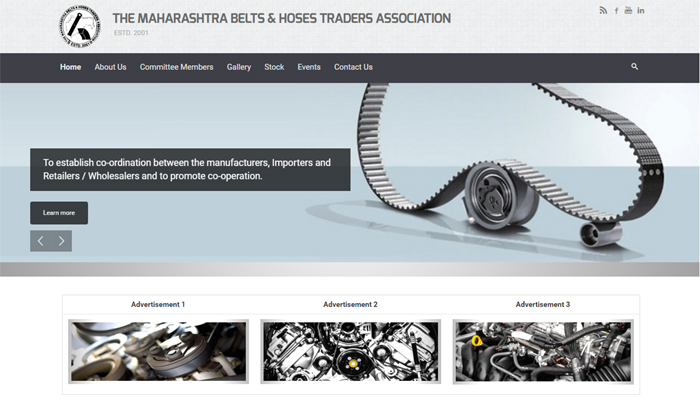 THE MAHARASHTRA BELTS & HOSES TRADERS ASSOCIATION
ESTD. 2001
Home About Us Committee Members Gallery Stock Events Contact Us
To establish co-ordination between the manufacturers, Importers and
Retailers / Wholesalers and to promote co-operation.
Learn more
Advertisement 1 Advertisement 2 Advertisement 3